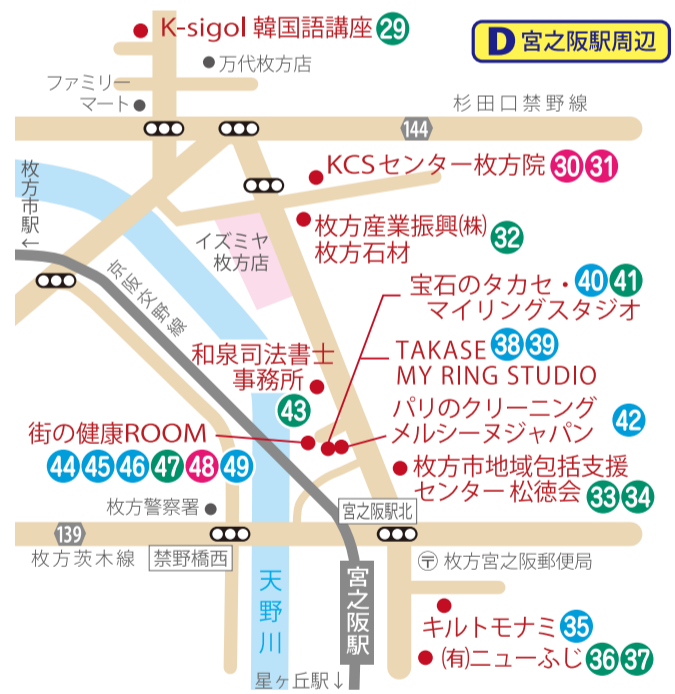 K-sigol 韓国語講座 29
D 宮之阪駅周辺
万代枚方店
ファミリー
マート
杉田口禁野線
144
枚方市駅←
KCSセンター枚方院 30 31
枚方産業振興㈱
枚方石材 32
イズミヤ
枚方店
京阪交野線
宝石のタカセ・ 40 41
マイリングスタジオ
TAKASE 38 39
MY RING STUDIO
和泉司法書士
事務所
43
パリのクリーニング
メルシーヌジャパン 42
街の健康ROOM
44 45 46 47 48 49
枚方市地域包括支援
センター 松徳会 33 34
枚方警察署
宮之阪駅北
139
枚方茨木線
禁野橋西
〒 枚方宮之阪郵便局
天野川
宮之阪駅
キルトモナミ 35
㈲ニューふじ 36 37
星ヶ丘駅↓